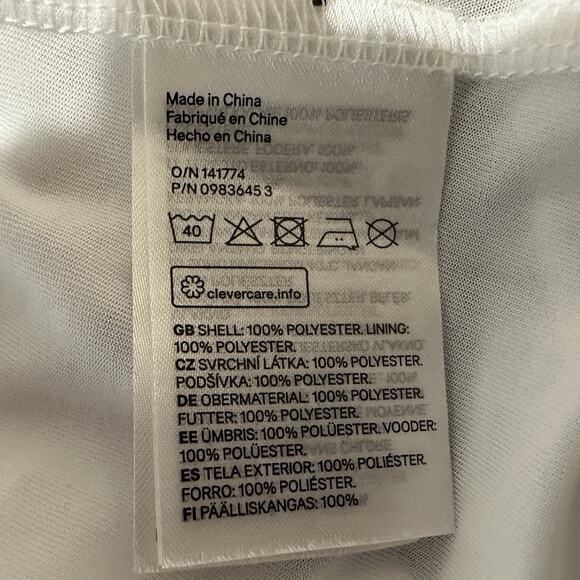 Made in China
Fabriqué en Chine
Hecho en China
O/N 141774
P/N 0983645 3
40
clevercare.info
GB SHELL: 100% POLYESTER. LINING:
100% POLYESTER.
CZ SVRCHNÍ LÁTKA: 100% POLYESTER.
PODŠÍVKA: 100% POLYESTER.
DE OBERMATERIAL: 100% POLYESTER.
FUTTER: 100% POLYESTER.
EE ÜMBRIS: 100% POLÜESTER. VOODER:
100% POLÜESTER.
ES TELA EXTERIOR: 100% POLIÉSTER.
FORRO: 100% POLIÉSTER.
FI PÄÄLLISKANGAS: 100%